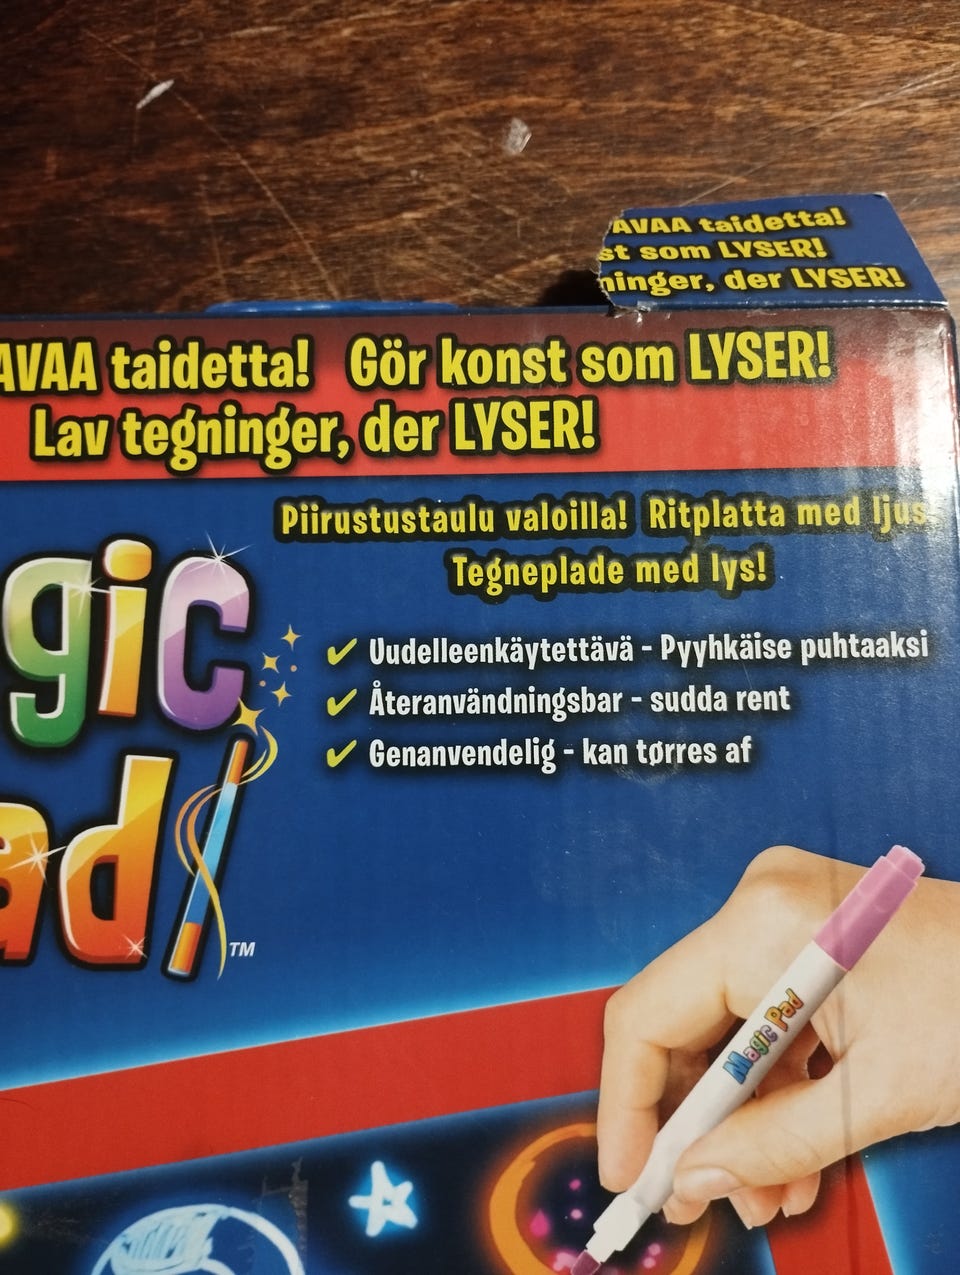 AVAA taidetta!
st som LYSER!
ninger, der LYSER!
AVAA taidetta! Gör konst som LYSER!
Lav tegninger, der LYSER!
Piirustustaulu valoilla! Ritplatta med ljus
Tegneplade med lys!
gic
ad
TM
✔ Uudelleenkäytettävä - Pyyhkäise puhtaaksi
✔ Återanvändningsbar - sudda rent
✔ Genanvendelig - kan tørres af
Magic Pad